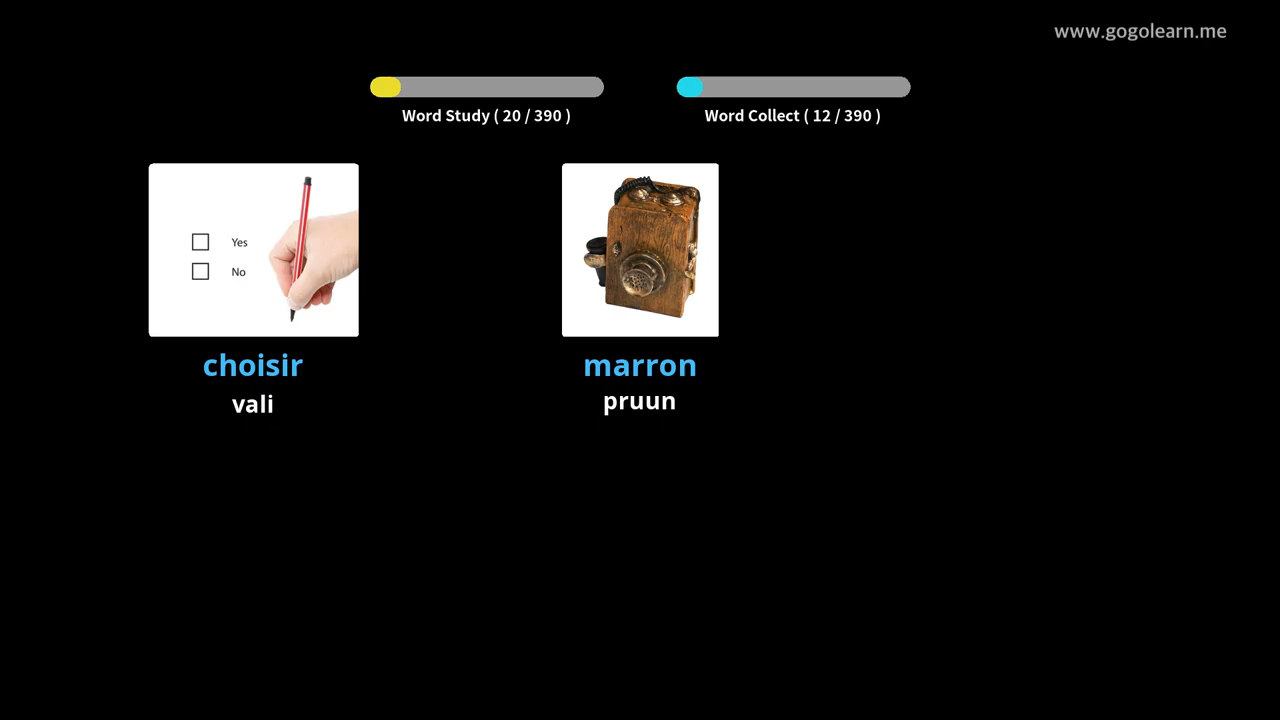 www.gogolearn.me
Word Study ( 20 / 390 )
Word Collect ( 12 / 390 )
Yes
No
choisir
vali
marron
pruun